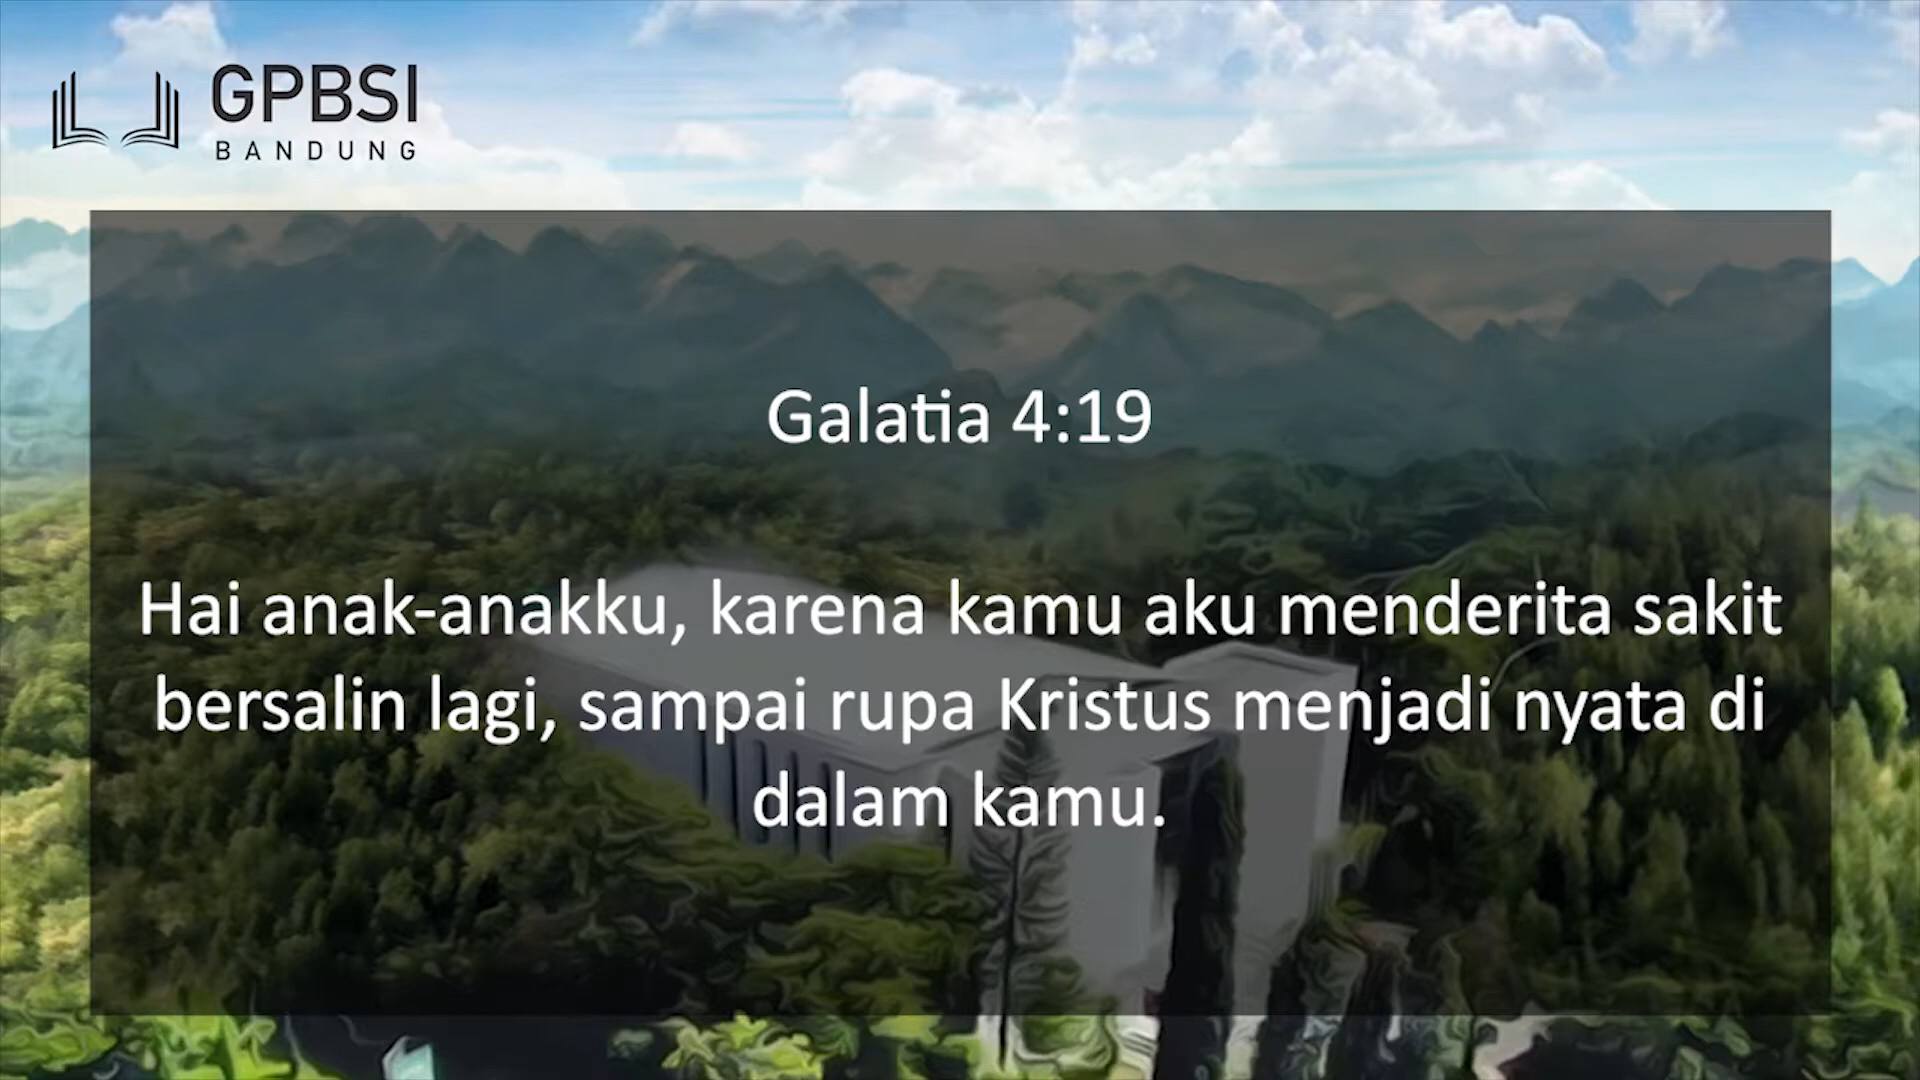 GPBSI
BANDUNG
Galatia 4:19
Hai anak-anakku, karena kamu aku menderita sakit
bersalin lagi, sampai rupa Kristus menjadi nyata di
dalam kamu.